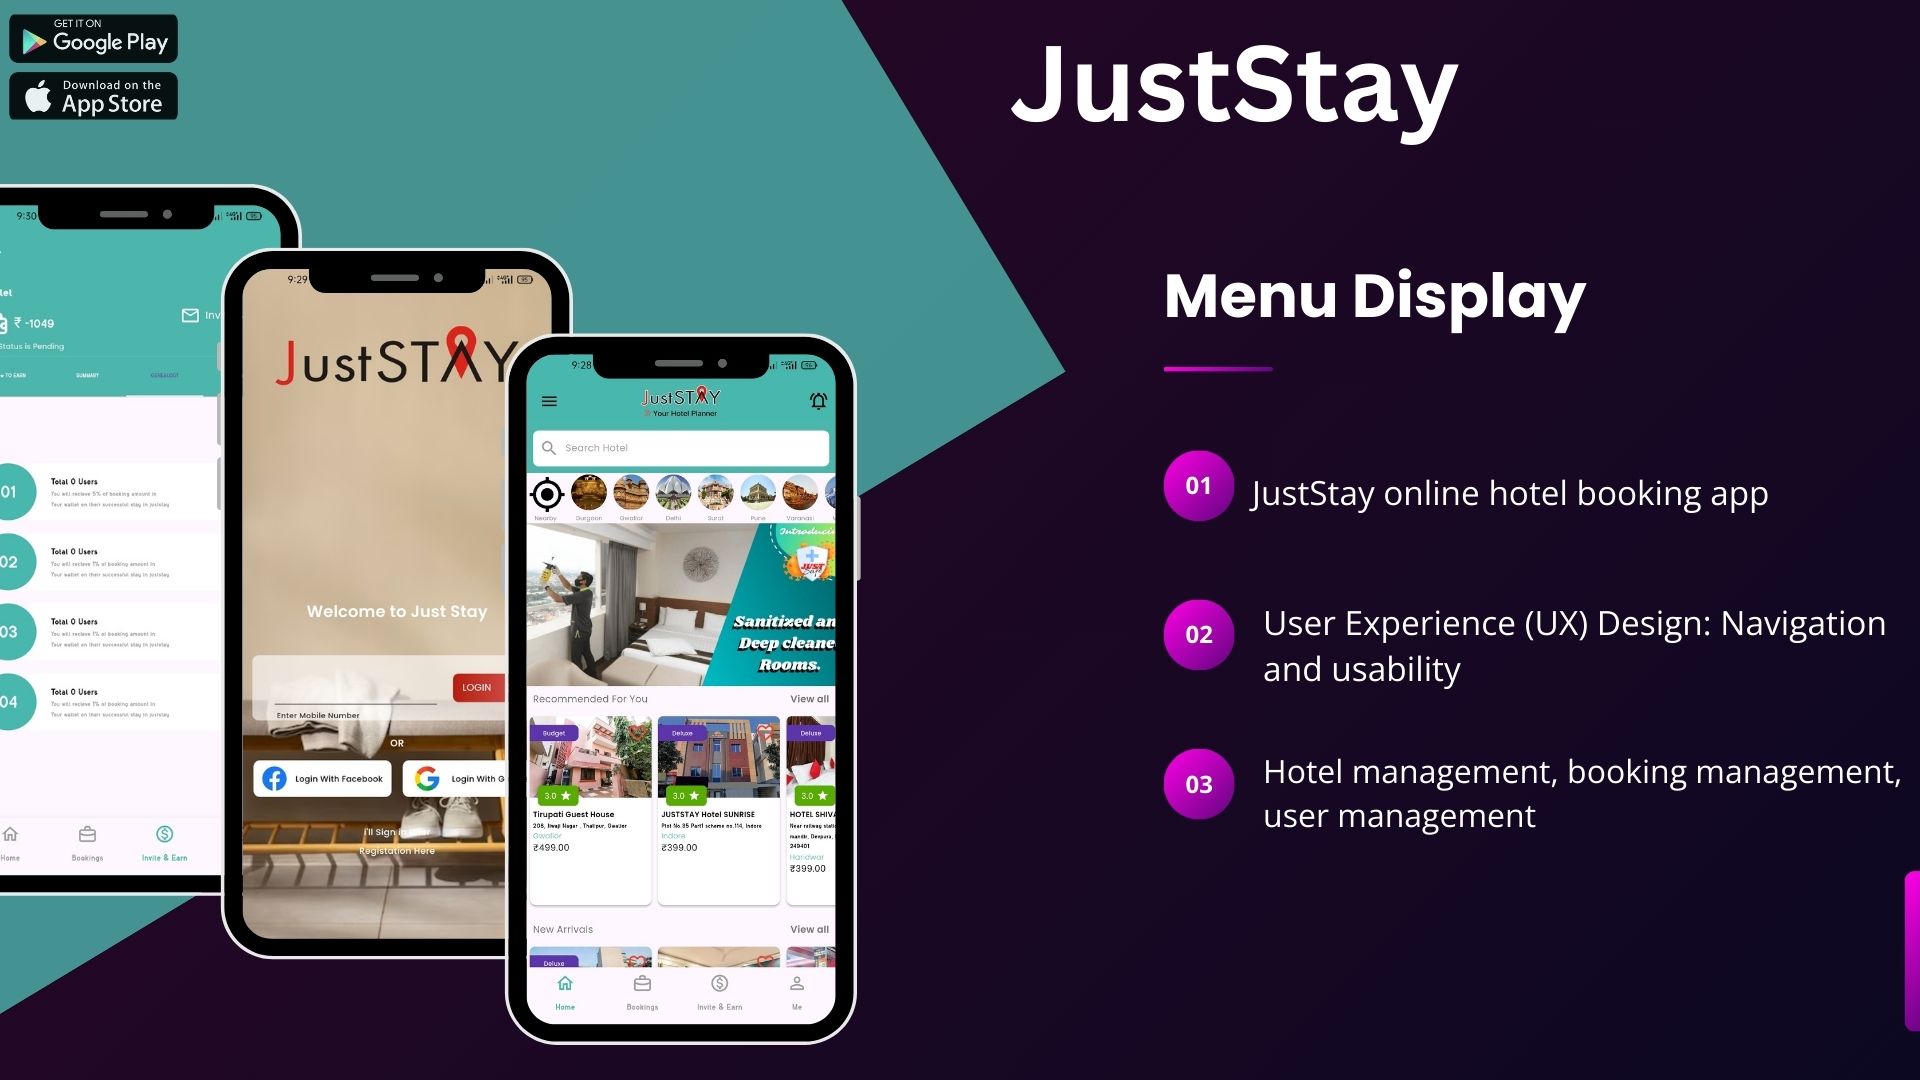 GET IT ON
Google Play
Download on the
App Store
JustStay
Menu Display
01
JustStay online hotel booking app
02
User Experience (UX) Design: Navigation
and usability
03
Hotel management, booking management,
user management
9:30
₹ -1049
Status is Pending
TO EARN
SUMMARY
GENEALOGY
01
Total 0 Users
You will recieve 5% of booking amount in
Your wallet on their successful stay in juststay
02
Total 0 Users
You will recieve 1% of booking amount in
Your wallet on their successful stay in juststay
03
Total 0 Users
You will recieve 1% of booking amount in
Your wallet on their successful stay in juststay
04
Total 0 Users
You will recieve 1% of booking amount in
Your wallet on their successful stay in juststay
Home
Bookings
Invite & Earn
9:29
JustSTAY
Welcome to Just Stay
LOGIN
Enter Mobile Number
OR
Login With Facebook
Login With G
i'll Sign in
Registation Here
9:28
JustSTAY
Your Hotel Planner
Search Hotel
Nearby
Gwalior
Delhi
Surat
Pune
Varanasi
Introducin
JUST
Sanitized an
Deep cleane
Rooms.
Recommended For You
View all
Budget
3.0
Tirupati Guest House
208, Jiwaji Nagar , Thatipur, Gwalior
Gwalior
₹499.00
Deluxe
3.0
JUSTSTAY Hotel SUNRISE
Plot No.35 Part1 scheme no.114, Indore
Indore
₹399.00
Deluxe
3.0
HOTEL SHIVA
Near railway stati
mandir, Devpura,
249401
Haridwar
₹399.00
New Arrivals
View all
Deluxe
Home
Bookings
Invite & Earn
Me